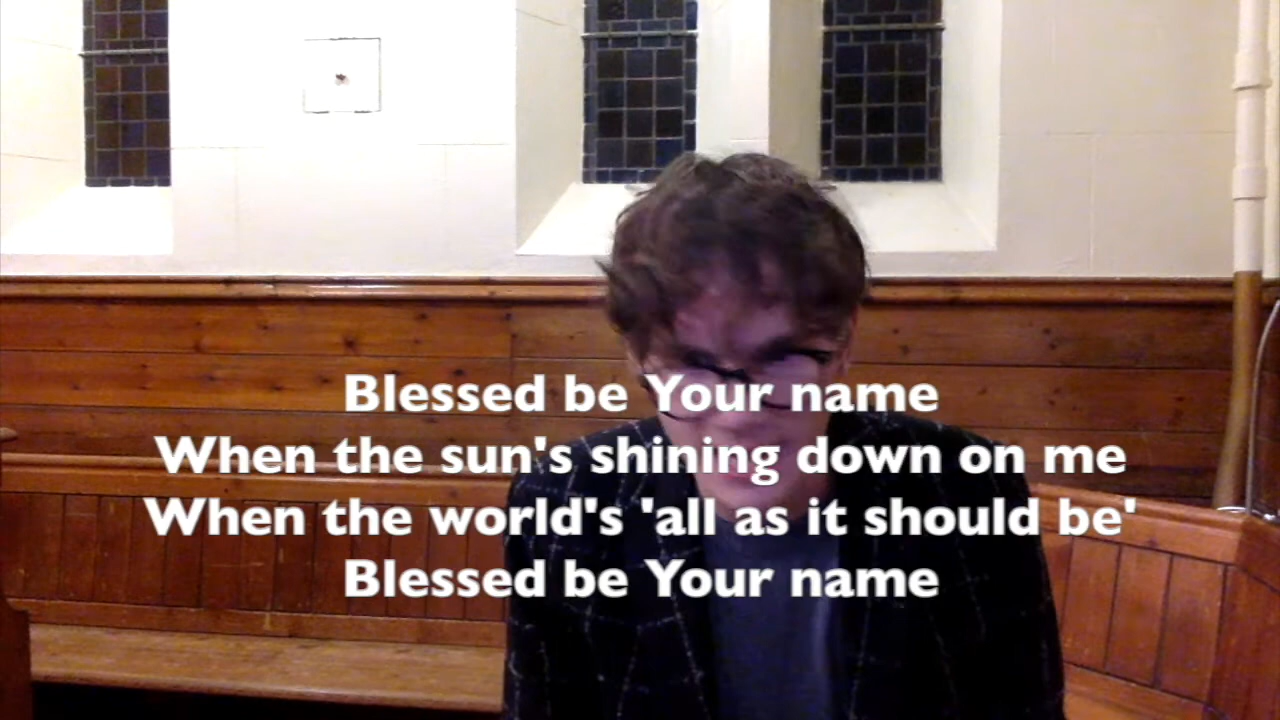 Blessed be Your name
When the sun's shining down on me
When the world's 'all as it should be'
Blessed be Your name